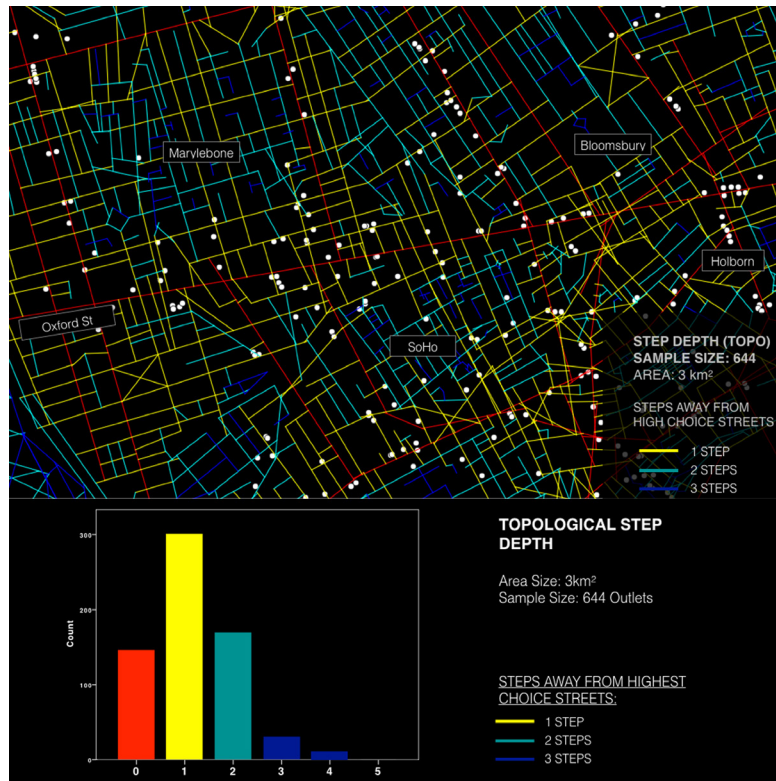 Marylebone
Bloomsbury
Holborn
Oxford St
SoHo
STEP DEPTH (TOPO)
SAMPLE SIZE: 644
AREA: 3 km²
STEPS AWAY FROM
HIGH CHOICE STREETS
1 STEP
2 STEPS
3 STEPS
300
200
100
0
Count
0 1 2 3 4 5
TOPOLOGICAL STEP
DEPTH
Area Size: 3km²
Sample Size: 644 Outlets
STEPS AWAY FROM HIGHEST
CHOICE STREETS:
1 STEP
2 STEPS
3 STEPS